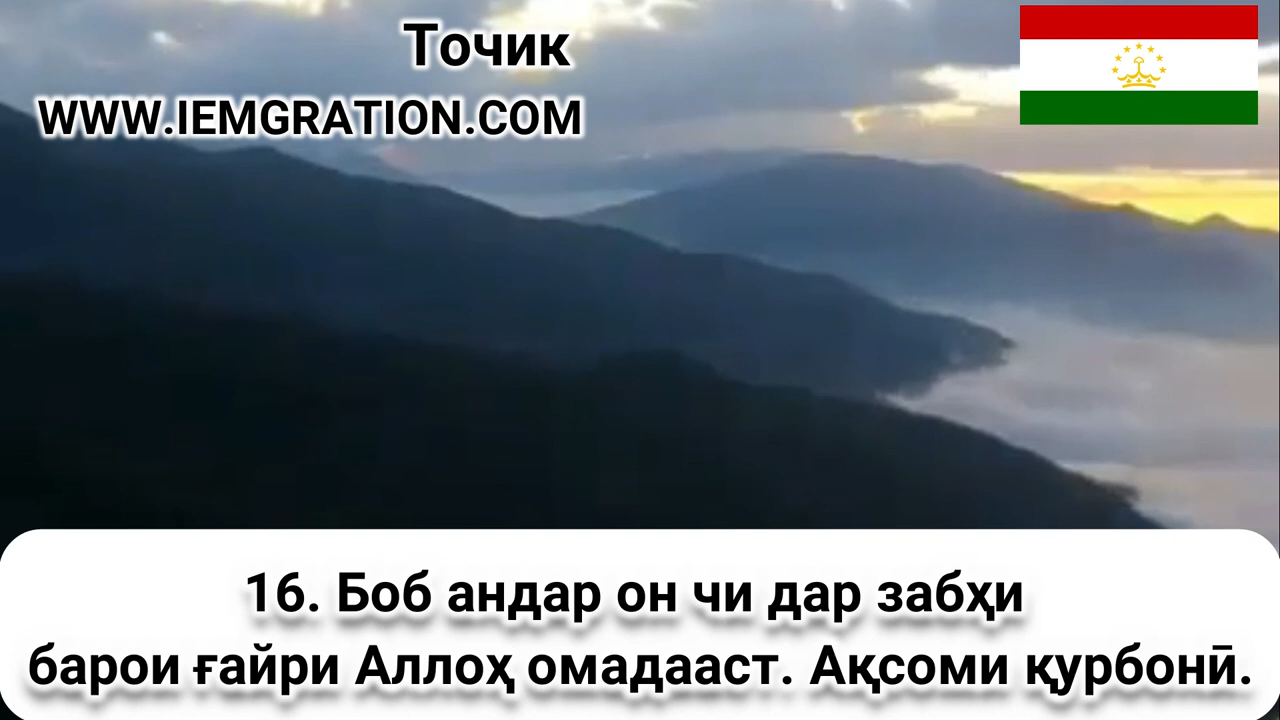 Точик
WWW.IEMGRATION.COM
16. Боб андар он чи дар забҳи
барои ғайри Аллоҳ омадааст. Ақсоми қурбонӣ.